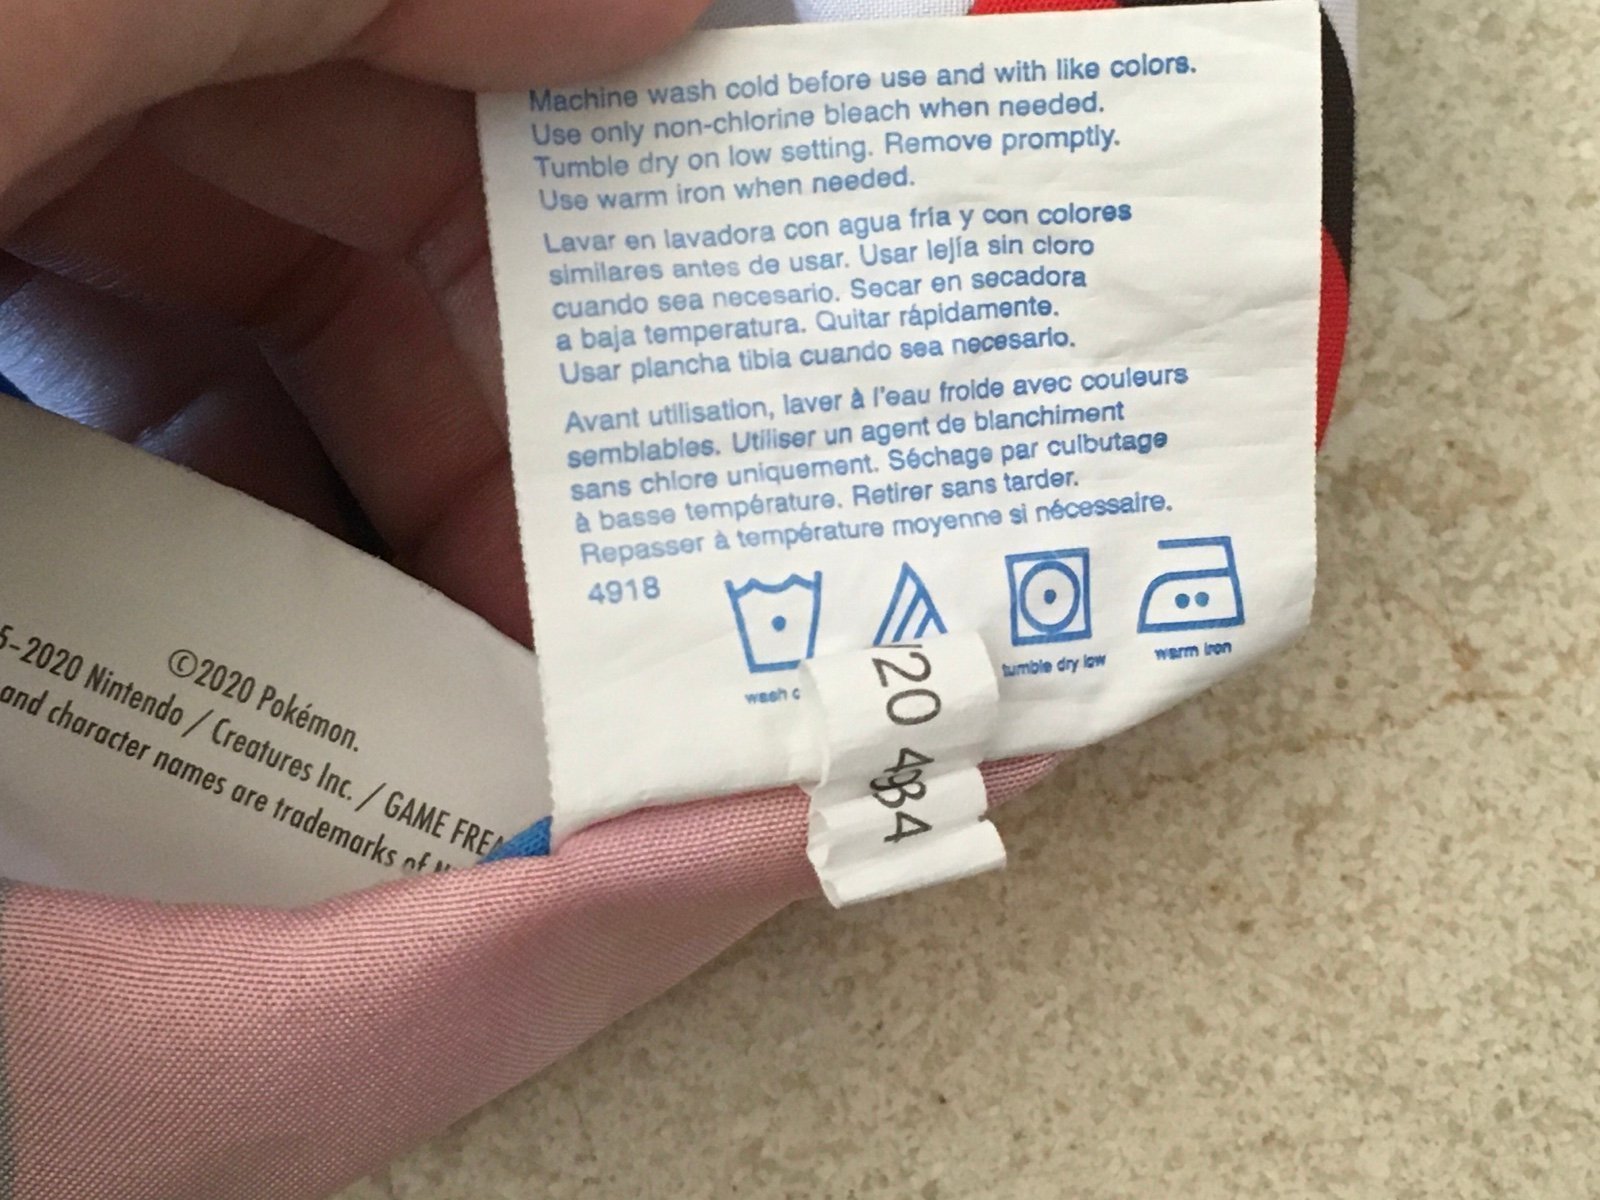 Machine wash cold before use and with like colors.
Use only non-chlorine bleach when needed.
Tumble dry on low setting. Remove promptly.
Use warm iron when needed.
Lavar en lavadora con agua fría y con colores
similares antes de usar. Usar lejía sin cloro
cuando sea necesario. Secar en secadora
a baja temperatura. Quitar rápidamente.
Usar plancha tibia cuando sea necesario.
Avant utilisation, laver à l'eau froide avec couleurs
semblables. Utiliser un agent de blanchiment
sans chlore uniquement. Séchage par culbutage
à basse température. Retirer sans tarder.
Repasser à température moyenne si nécessaire.
4918
wash c
tumble dry low
warm iron
20
©2020 Pokémon.
5–2020 Nintendo / Creatures Inc. / GAME FREA
and character names are trademarks of N